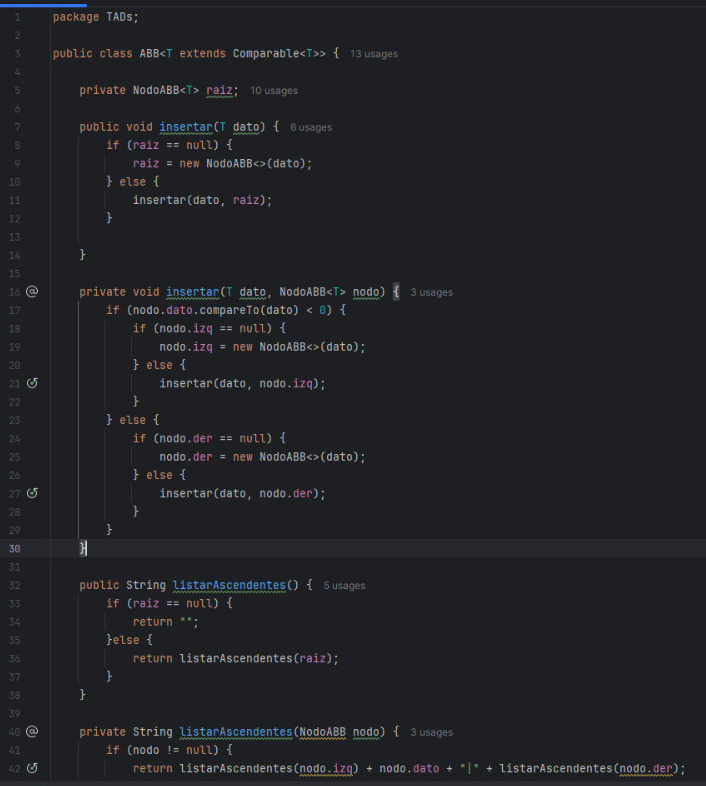 1 package TADs;
2
3 public class ABB<T extends Comparable<T>> { 13 usages
4
5 private NodoABB<T> raiz; 10 usages
6
7 public void insertar(T dato) { 6 usages
8 if (raiz == null) {
9 raiz = new NodoABB<>(dato);
10 } else {
11 insertar(dato, raiz);
12 }
13
14 }
15
16 @ private void insertar(T dato, NodoABB<T> nodo) { 3 usages
17 if (nodo.dato.compareTo(dato) < 0) {
18 if (nodo.izq == null) {
19 nodo.izq = new NodoABB<>(dato);
20 } else {
21 insertar(dato, nodo.izq);
22 }
23 } else {
24 if (nodo.der == null) {
25 nodo.der = new NodoABB<>(dato);
26 } else {
27 insertar(dato, nodo.der);
28 }
29 }
30 }
31
32 public String listarAscendentes() { 5 usages
33 if (raiz == null) {
34 return "";
35 }else {
36 return listarAscendentes(raiz);
37 }
38 }
39
40 @ private String listarAscendentes(NodoABB nodo) { 3 usages
41 if (nodo != null) {
42 return listarAscendentes(nodo.izq) + nodo.dato + "|" + listarAscendentes(nodo.der);